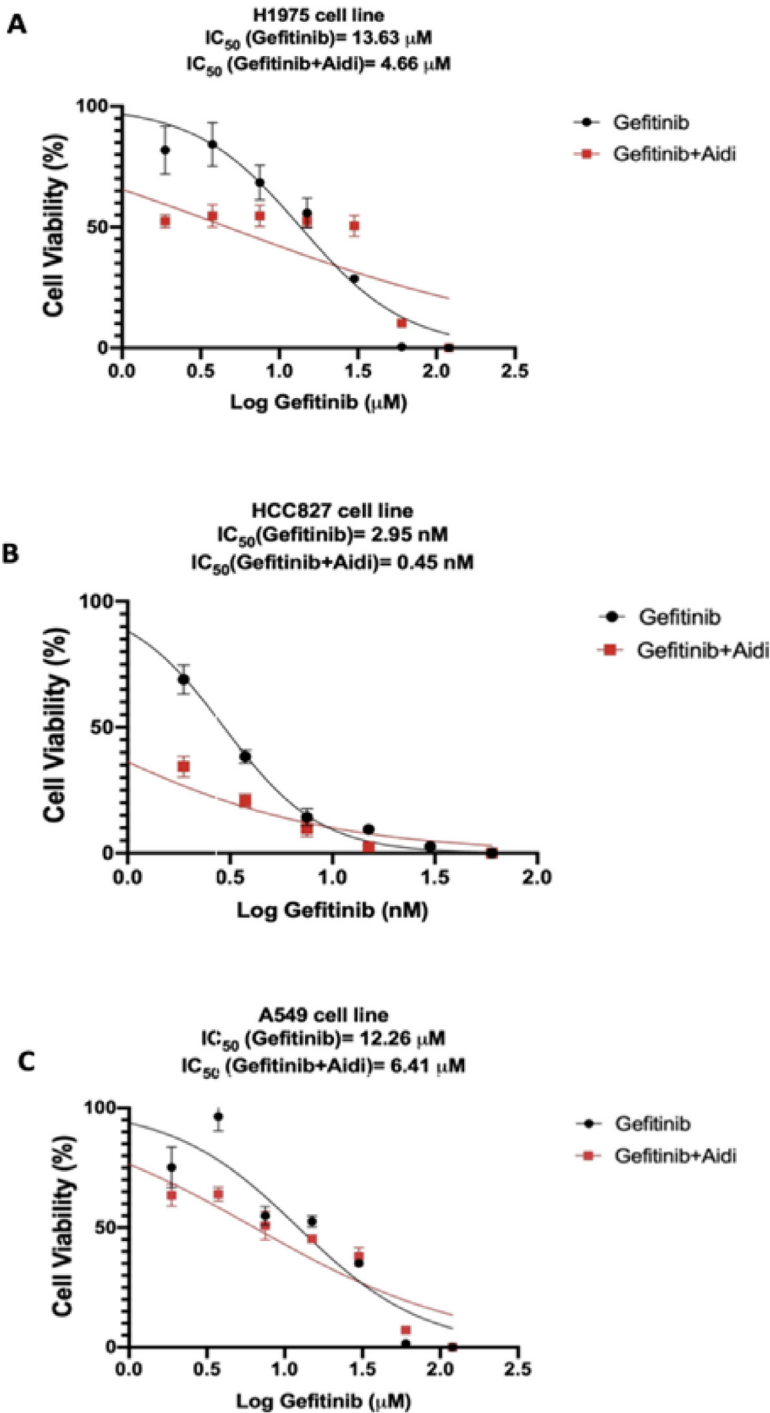 A
H1975 cell line
IC50 (Gefitinib)= 13.63 μM
IC50 (Gefitinib+Aidi)= 4.66 μM
Cell Viability (%)
100
50
0
0.0 0.5 1.0 1.5 2.0 2.5
Log Gefitinib (μM)
Gefitinib
Gefitinib+Aidi
B
HCC827 cell line
IC50(Gefitinib)= 2.95 nM
IC50(Gefitinib+Aidi)= 0.45 nM
Cell Viability (%)
100
50
0
0.0 0.5 1.0 1.5 2.0
Log Gefitinib (nM)
Gefitinib
Gefitinib+Aidi
C
A549 cell line
IC50 (Gefitinib)= 12.26 μM
IC50 (Gefitinib+Aidi)= 6.41 μM
Cell Viability (%)
100
50
0
0.0 0.5 1.0 1.5 2.0 2.5
Log Gefitinib (μM)
Gefitinib
Gefitinib+Aidi